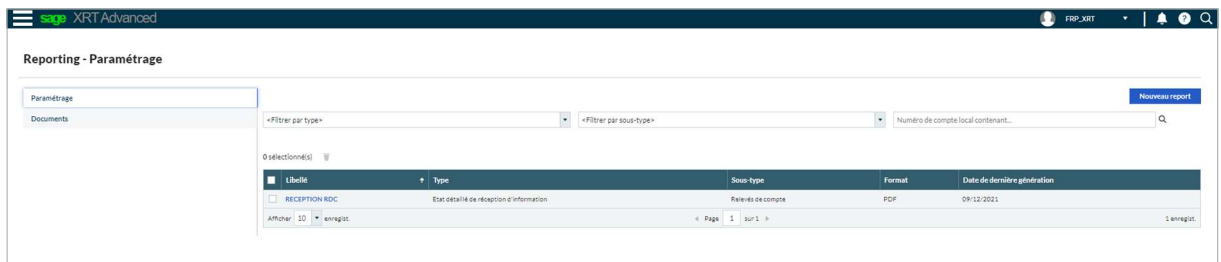 sage XRT Advanced FRP_XRT
Reporting - Paramétrage
Paramétrage
Nouveau report
Documents
<Filtrer par type> <Filtrer par sous-type> Numéro de compte local contenant...
0 sélectionné(s)
Libellé Type Sous-type Format Date de dernière génération
RECEPTION RDC Etat détaillé de réception d'information Relevés de compte PDF 09/12/2021
Afficher 10 enregist. Page 1 sur 1 1 enregist.